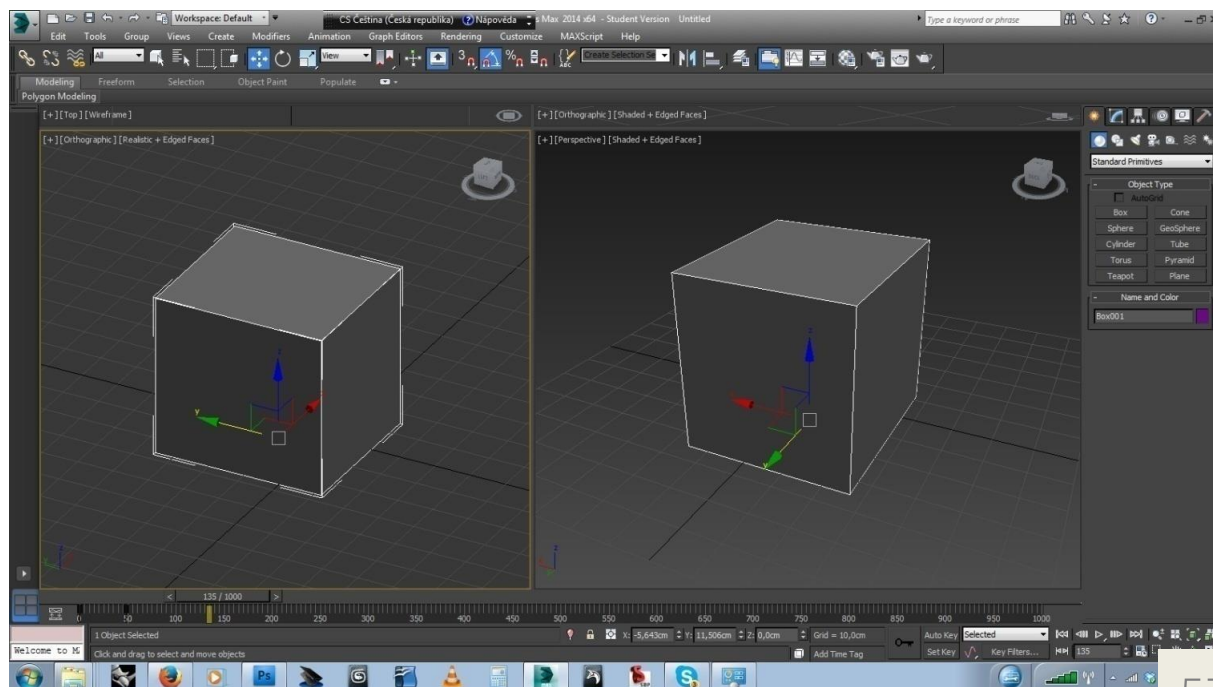 Workspace: Default
CS Čeština (Česká republika) Nápověda
s Max 2014 x64 - Student Version Untitled
Type a keyword or phrase
Edit Tools Group Views Create Modifiers Animation Graph Editors Rendering Customize MAXScript Help
All View 3 Create Selection Se
Modeling Freeform Selection Object Paint Populate
Polygon Modeling
[+][Top][Wireframe]
[+][Orthographic][Shaded + Edged Faces]
[+][Orthographic][Realistic + Edged Faces]
[+][Perspective][Shaded + Edged Faces]
Standard Primitives
- Object Type
AutoGrid
Box Cone
Sphere GeoSphere
Cylinder Tube
Torus Pyramid
Teapot Plane
- Name and Color
Box001
z
y
z
y
< 135 / 1000 >
0 50 100 150 200 250 300 350 400 450 500 550 600 650 700 750 800 850 900 950 1000
1 Object Selected X: -5,643cm Y: 11,506cm Z: 0,0cm Grid = 10,0cm Auto Key Selected
Welcome to M Click and drag to select and move objects Add Time Tag Set Key Key Filters... 135
Ps